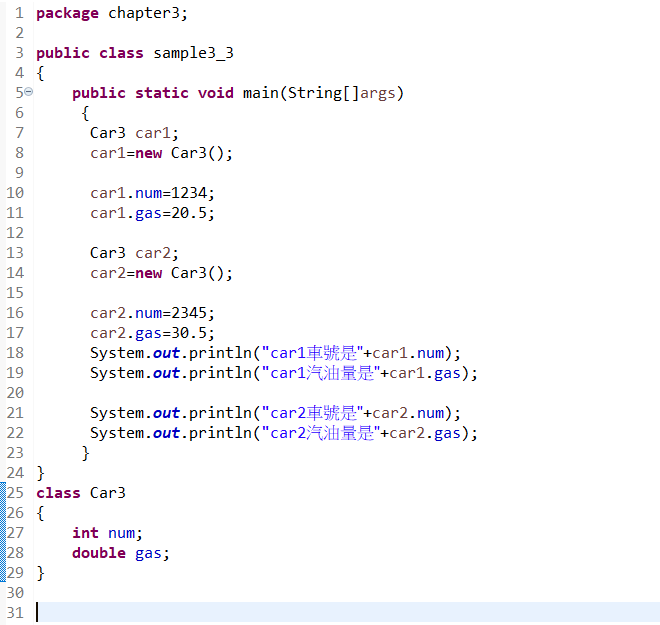 1 package chapter3;
2
3 public class sample3_3
4 {
5 public static void main(String[]args)
6 {
7 Car3 car1;
8 car1=new Car3();
9
10 car1.num=1234;
11 car1.gas=20.5;
12
13 Car3 car2;
14 car2=new Car3();
15
16 car2.num=2345;
17 car2.gas=30.5;
18 System.out.println("car1車號是"+car1.num);
19 System.out.println("car1汽油量是"+car1.gas);
20
21 System.out.println("car2車號是"+car2.num);
22 System.out.println("car2汽油量是"+car2.gas);
23 }
24 }
25 class Car3
26 {
27 int num;
28 double gas;
29 }
30
31